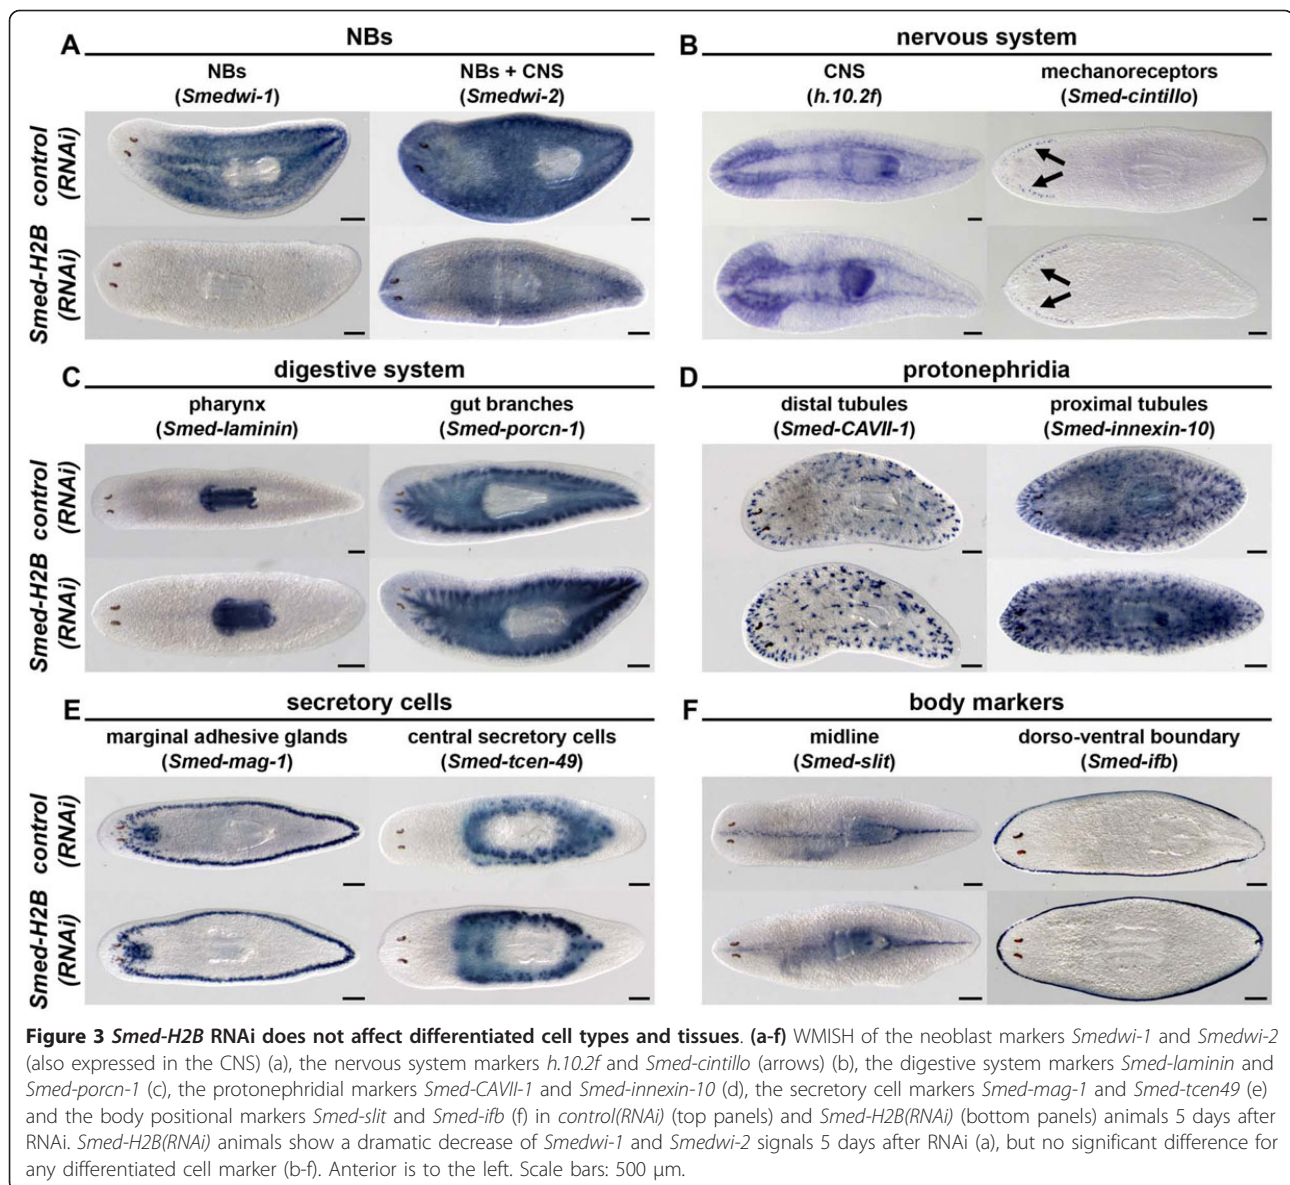 A NBs
NBs (Smedwi-1)
NBs + CNS (Smedwi-2)
control (RNAi)
Smed-H2B (RNAi)
B nervous system
CNS (h.10.2f)
mechanoreceptors (Smed-cintillo)
C digestive system
pharynx (Smed-laminin)
gut branches (Smed-porcn-1)
control (RNAi)
Smed-H2B (RNAi)
D protonephridia
distal tubules (Smed-CAVII-1)
proximal tubules (Smed-innexin-10)
E secretory cells
marginal adhesive glands (Smed-mag-1)
central secretory cells (Smed-tcen-49)
control (RNAi)
Smed-H2B (RNAi)
F body markers
midline (Smed-slit)
dorso-ventral boundary (Smed-ifb)
Figure 3 Smed-H2B RNAi does not affect differentiated cell types and tissues. (a-f) WMISH of the neoblast markers Smedwi-1 and Smedwi-2
(also expressed in the CNS) (a), the nervous system markers h.10.2f and Smed-cintillo (arrows) (b), the digestive system markers Smed-laminin and
Smed-porcn-1 (c), the protonephridial markers Smed-CAVII-1 and Smed-innexin-10 (d), the secretory cell markers Smed-mag-1 and Smed-tcen49 (e)
and the body positional markers Smed-slit and Smed-ifb (f) in control(RNAi) (top panels) and Smed-H2B(RNAi) (bottom panels) animals 5 days after
RNAi. Smed-H2B(RNAi) animals show a dramatic decrease of Smedwi-1 and Smedwi-2 signals 5 days after RNAi (a), but no significant difference for
any differentiated cell marker (b-f). Anterior is to the left. Scale bars: 500 μm.